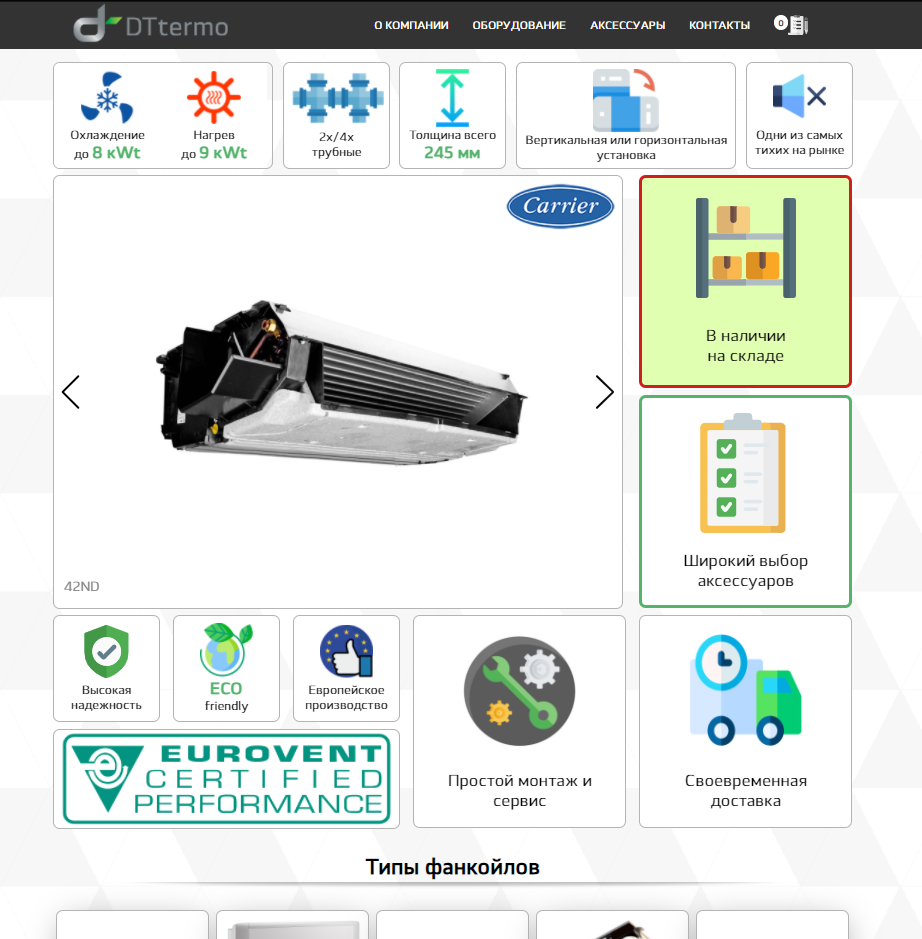 DTtermo
О КОМПАНИИ ОБОРУДОВАНИЕ АКСЕССУАРЫ КОНТАКТЫ 0
Охлаждение
до 8 kWt
Нагрев
до 9 kWt
2х/4х
трубные
Толщина всего
245 мм
Вертикальная или горизонтальная
установка
Одни из самых
тихих на рынке
Carrier
42ND
В наличии
на складе
Широкий выбор
аксессуаров
Высокая
надежность
ECO
friendly
Европейское
производство
EUROVENT
CERTIFIED
PERFORMANCE
Простой монтаж и
сервис
Своевременная
доставка
Типы фанкойлов